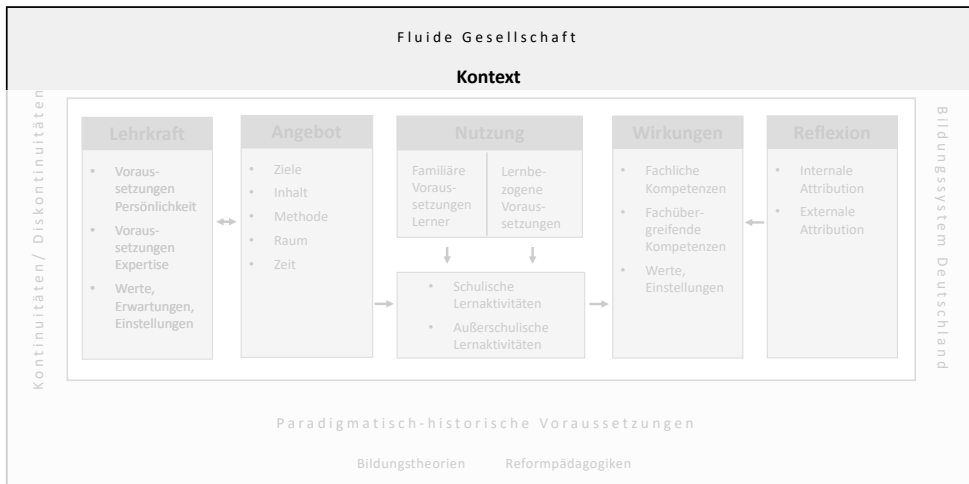 Fluide Gesellschaft
Kontext
Kontinuitäten/ Diskontinuitäten
Lehrkraft
• Voraus-
setzungen
Persönlichkeit
• Voraus-
setzungen
Expertise
• Werte,
Erwartungen,
Einstellungen
Angebot
• Ziele
• Inhalt
• Methode
• Raum
• Zeit
Nutzung
Familiäre
Voraus-
setzungen
Lerner
Lernbe-
zogene
Voraus-
setzungen
• Schulische
Lernaktivitäten
• Außerschulische
Lernaktivitäten
Wirkungen
• Fachliche
Kompetenzen
• Fachüber-
greifende
Kompetenzen
• Werte,
Einstellungen
Reflexion
• Internale
Attribution
• Externale
Attribution
Bildungssystem Deutschland
Paradigmatisch-historische Voraussetzungen
Bildungstheorien Reformpädagogiken